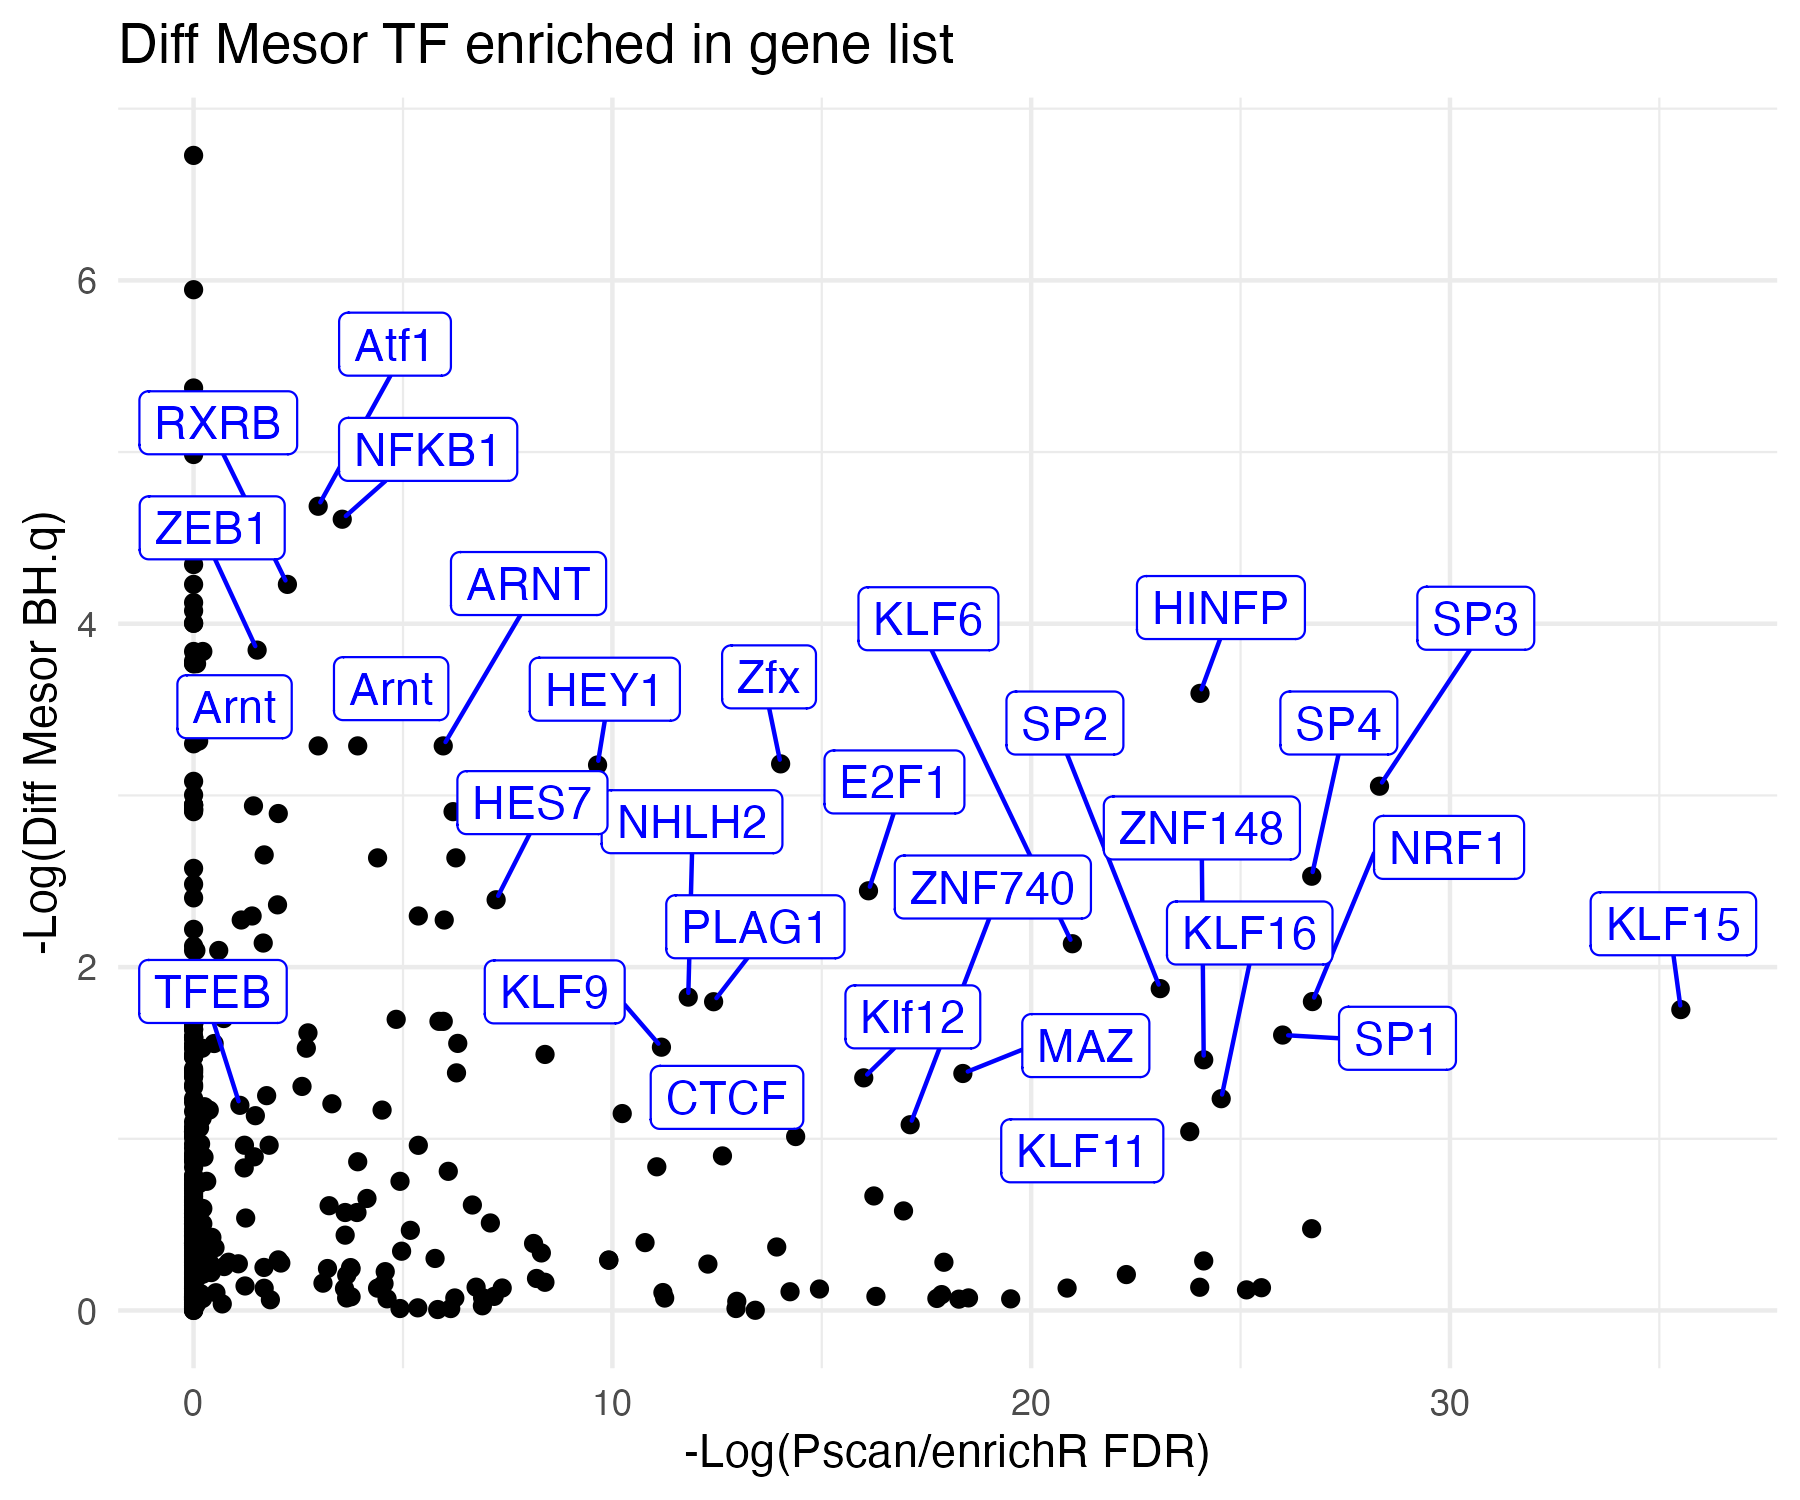 Diff Mesor TF enriched in gene list
-Log(Diff Mesor BH.q)
6
4
2
0
Atf1
RXRB
NFKB1
ZEB1
ARNT
KLF6
HINFP
SP3
Arnt
Arnt
HEY1
Zfx
SP2
SP4
E2F1
HES7
NHLH2
ZNF148
NRF1
ZNF740
PLAG1
KLF16
KLF15
TFEB
KLF9
Klf12
MAZ
SP1
CTCF
KLF11
0
10
20
30
-Log(Pscan/enrichR FDR)